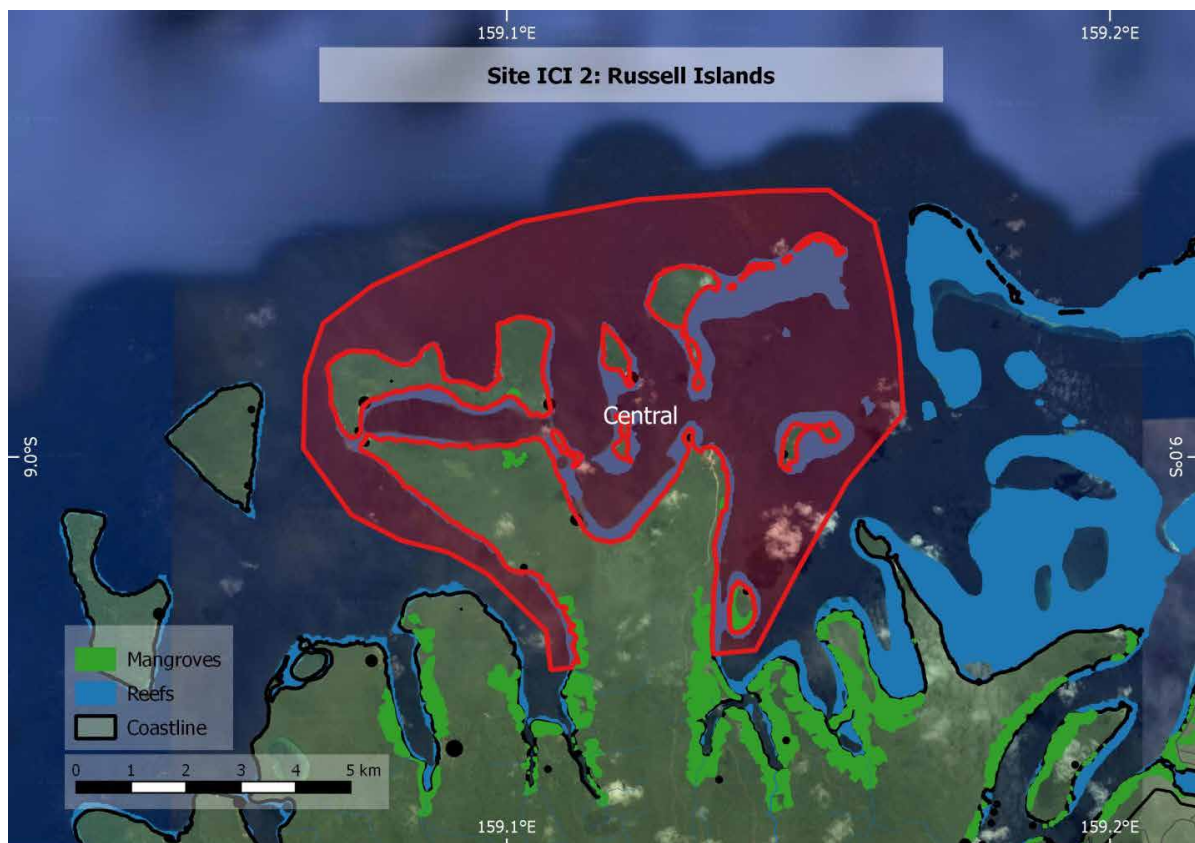 159.1°E
159.2°E
Site ICI 2: Russell Islands
Central
9.0°S
9.0°S
Mangroves
Reefs
Coastline
0 1 2 3 4 5 km
159.1°E
159.2°E